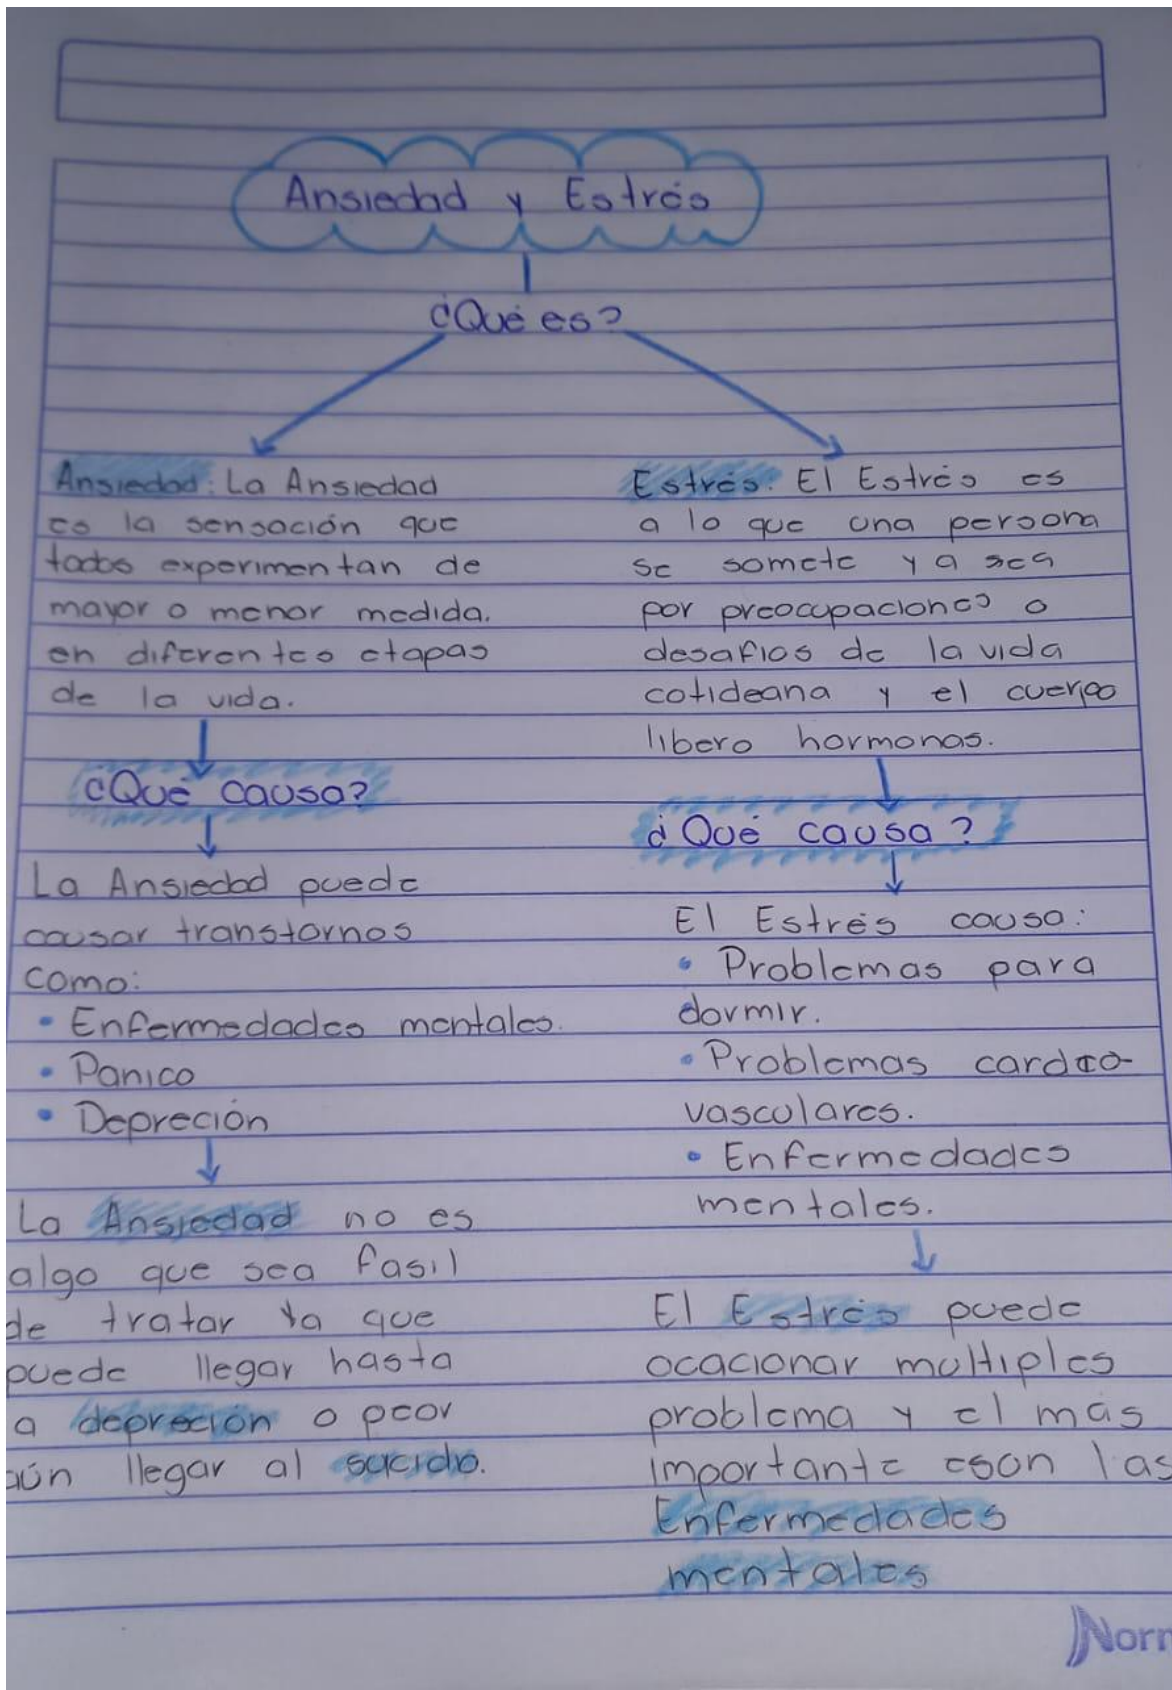 Ansiedad y Estrés
¿Qué es?
Ansiedad: La Ansiedad
es la sensación que
todos experimentan de
mayor o menor medida.
en diferentes etapas
de la vida.
¿Qué causa?
La Ansiedad puede
causar transtornos
como:
• Enfermedades mentales.
• Panico
• Depreción
La Ansiedad no es
algo que sea fasil
de tratar Ya que
puede llegar hasta
a depreción o peor
aún llegar al sucido.
Estrés: El Estrés es
a lo que una persona
se somete ya sea
por preocupaciones o
desafios de la vida
cotideana y el cuerpo
libero hormonas.
¿Qué causa?
El Estrés causa:
• Problemas para
dormir.
• Problemas cardio-
vasculares.
• Enfermedades
mentales.
El Estrés puede
ocacionar multiples
problema y el más
importante eson las
Enfermedades
mentales
Norm